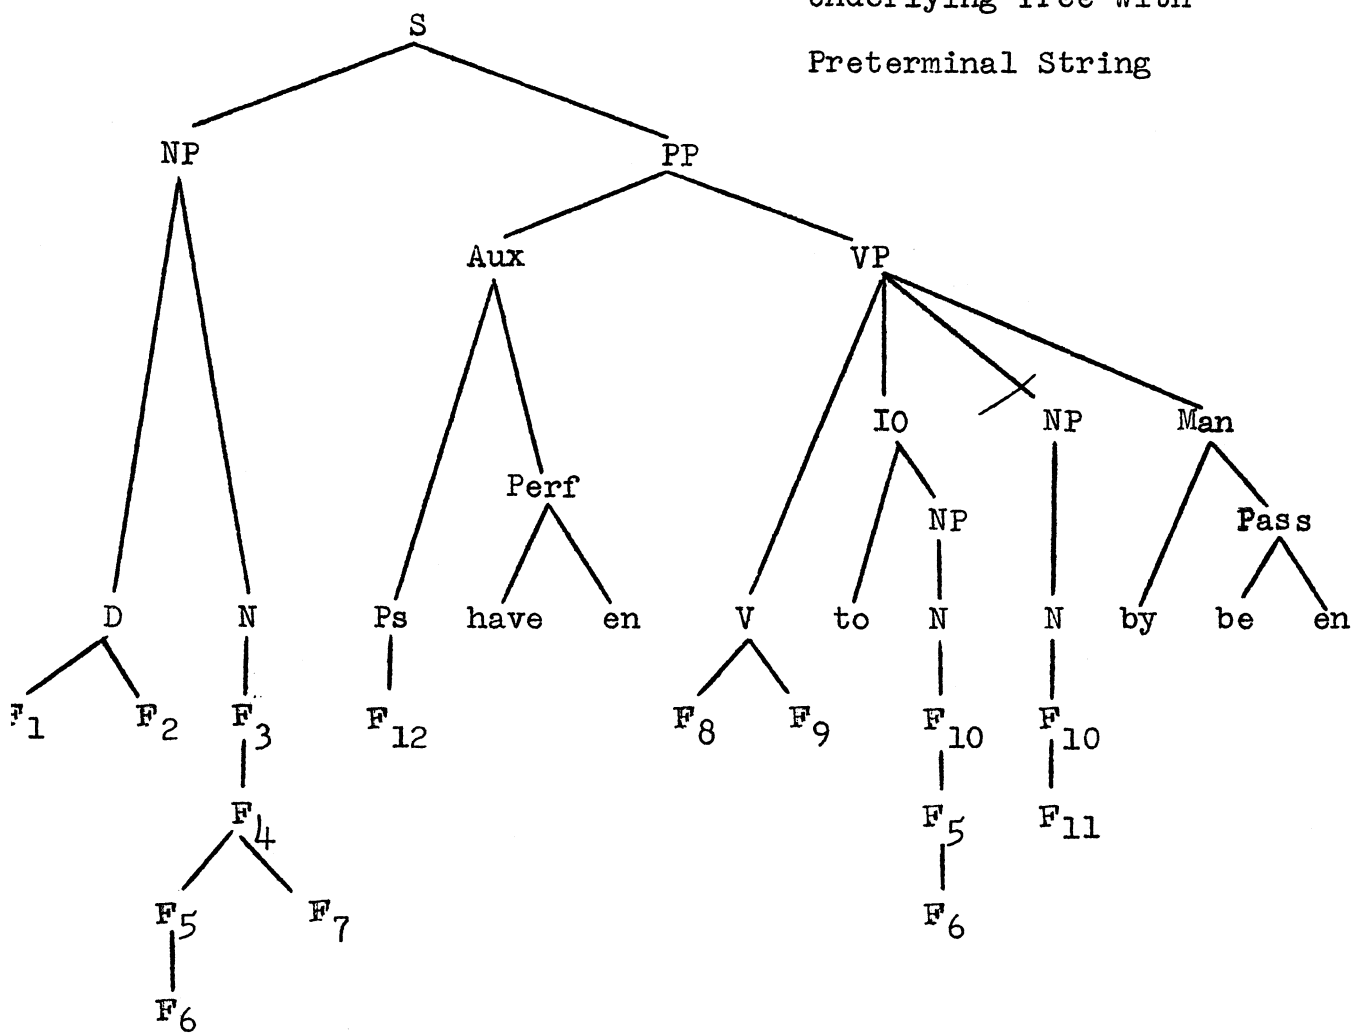 Underlying Tree with
Preterminal String
S
NP PP
Aux VP
IO NP Man
Perf
NP Pass
D N Ps have en V to N N by be en
F1 F2 F3 F12 F8 F9 F10 F10
F4 F5 F11
F5 F7 F6
F6